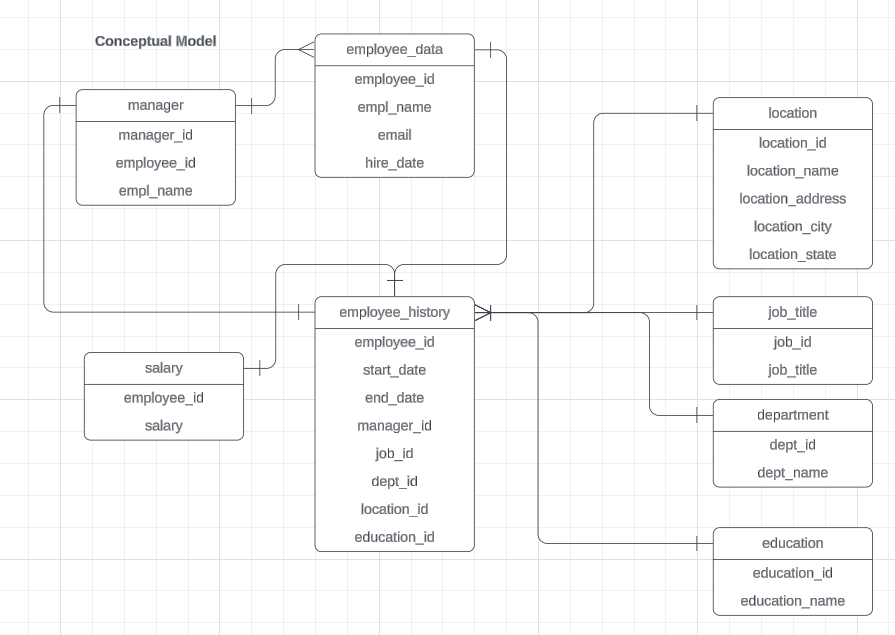 Conceptual Model
employee_data
employee_id
empl_name
email
hire_date
manager
manager_id
employee_id
empl_name
location
location_id
location_name
location_address
location_city
location_state
employee_history
employee_id
start_date
end_date
manager_id
job_id
dept_id
location_id
education_id
salary
employee_id
salary
job_title
job_id
job_title
department
dept_id
dept_name
education
education_id
education_name